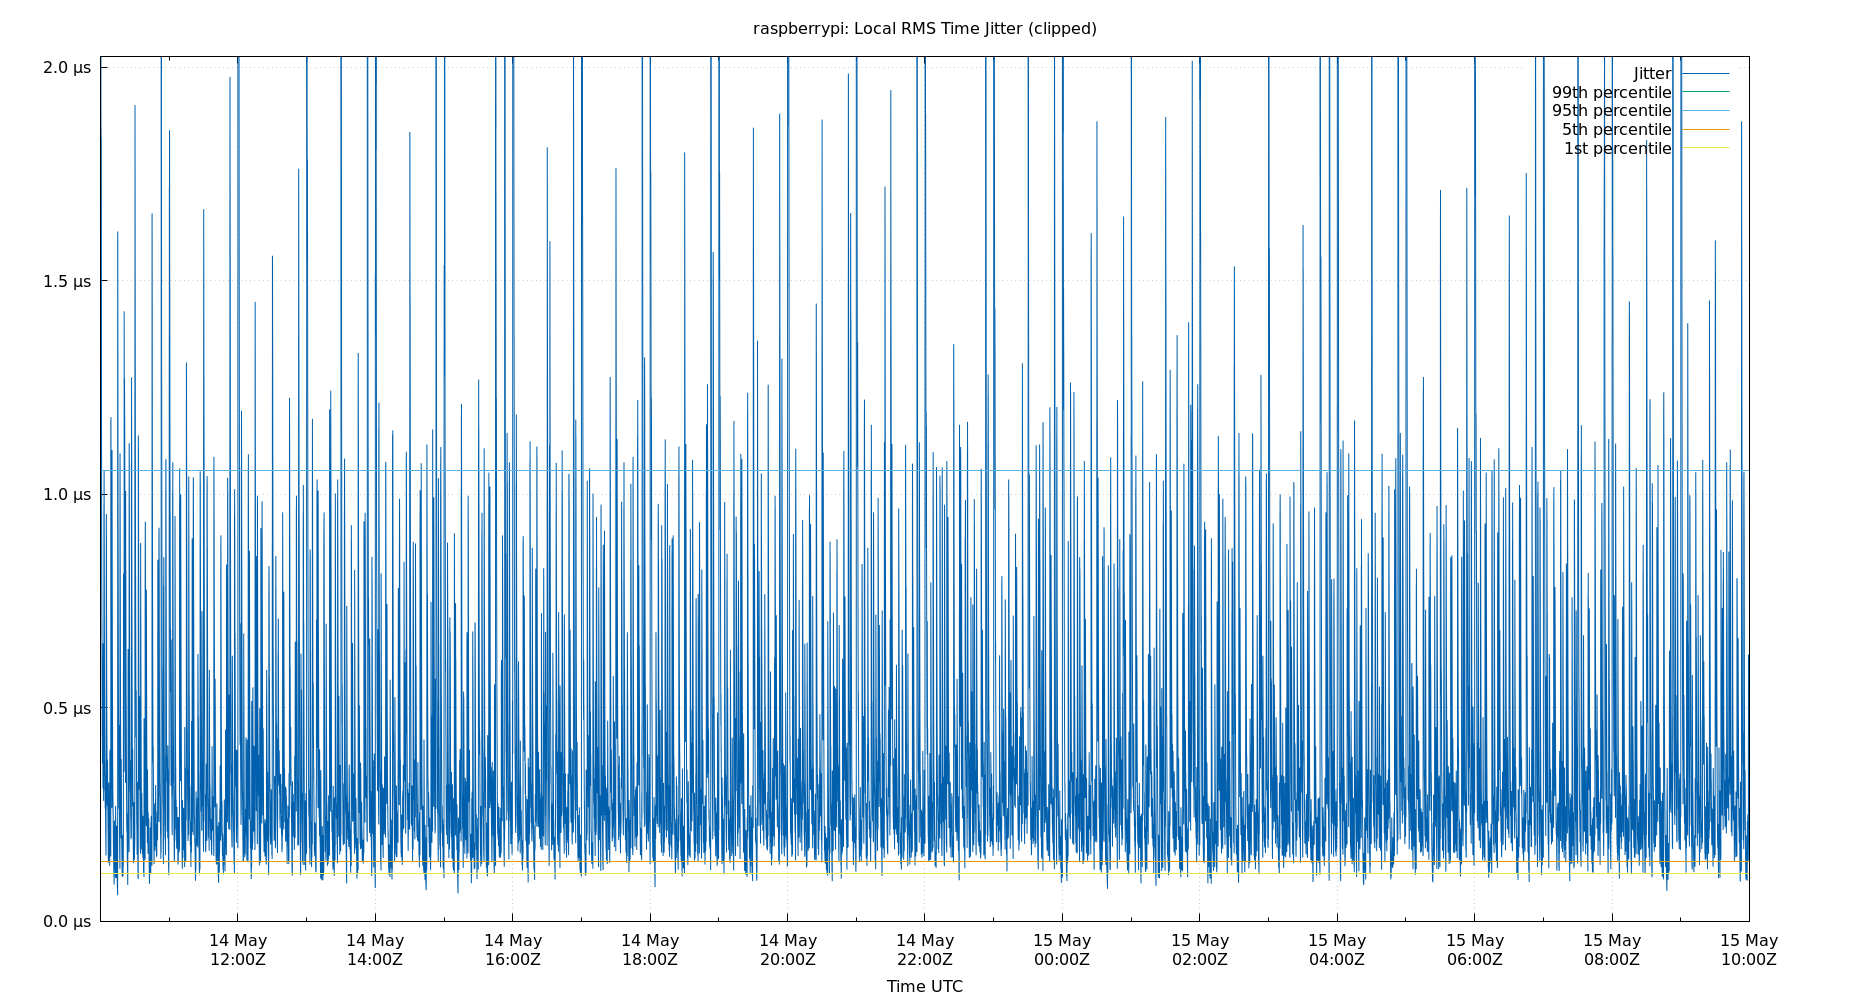 raspberrypi: Local RMS Time Jitter (clipped)
2.0 µs
1.5 µs
1.0 µs
0.5 µs
0.0 µs
Jitter
99th percentile
95th percentile
5th percentile
1st percentile
14 May 14 May 14 May 14 May 14 May 14 May 15 May 15 May 15 May 15 May 15 May 15 May
12:00Z 14:00Z 16:00Z 18:00Z 20:00Z 22:00Z 00:00Z 02:00Z 04:00Z 06:00Z 08:00Z 10:00Z
Time UTC